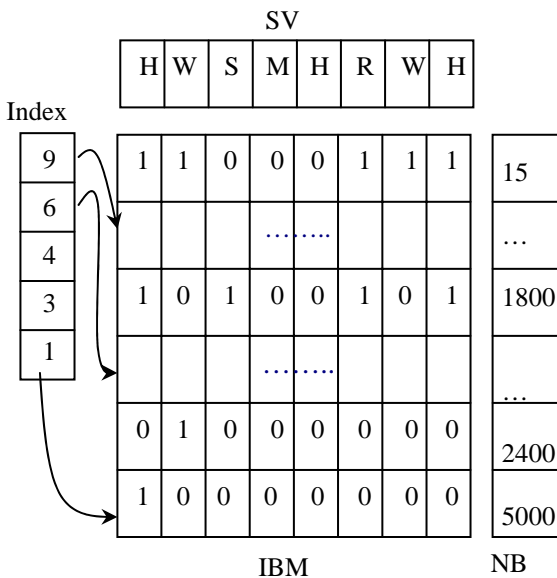 SV
H W S M H R W H
Index
9
6
4
3
1
1 1 0 0 0 1 1 1
……..
1 0 1 0 0 1 0 1
……...
0 1 0 0 0 0 0 0
1 0 0 0 0 0 0 0
15
…
1800
…
2400
5000
IBM
NB